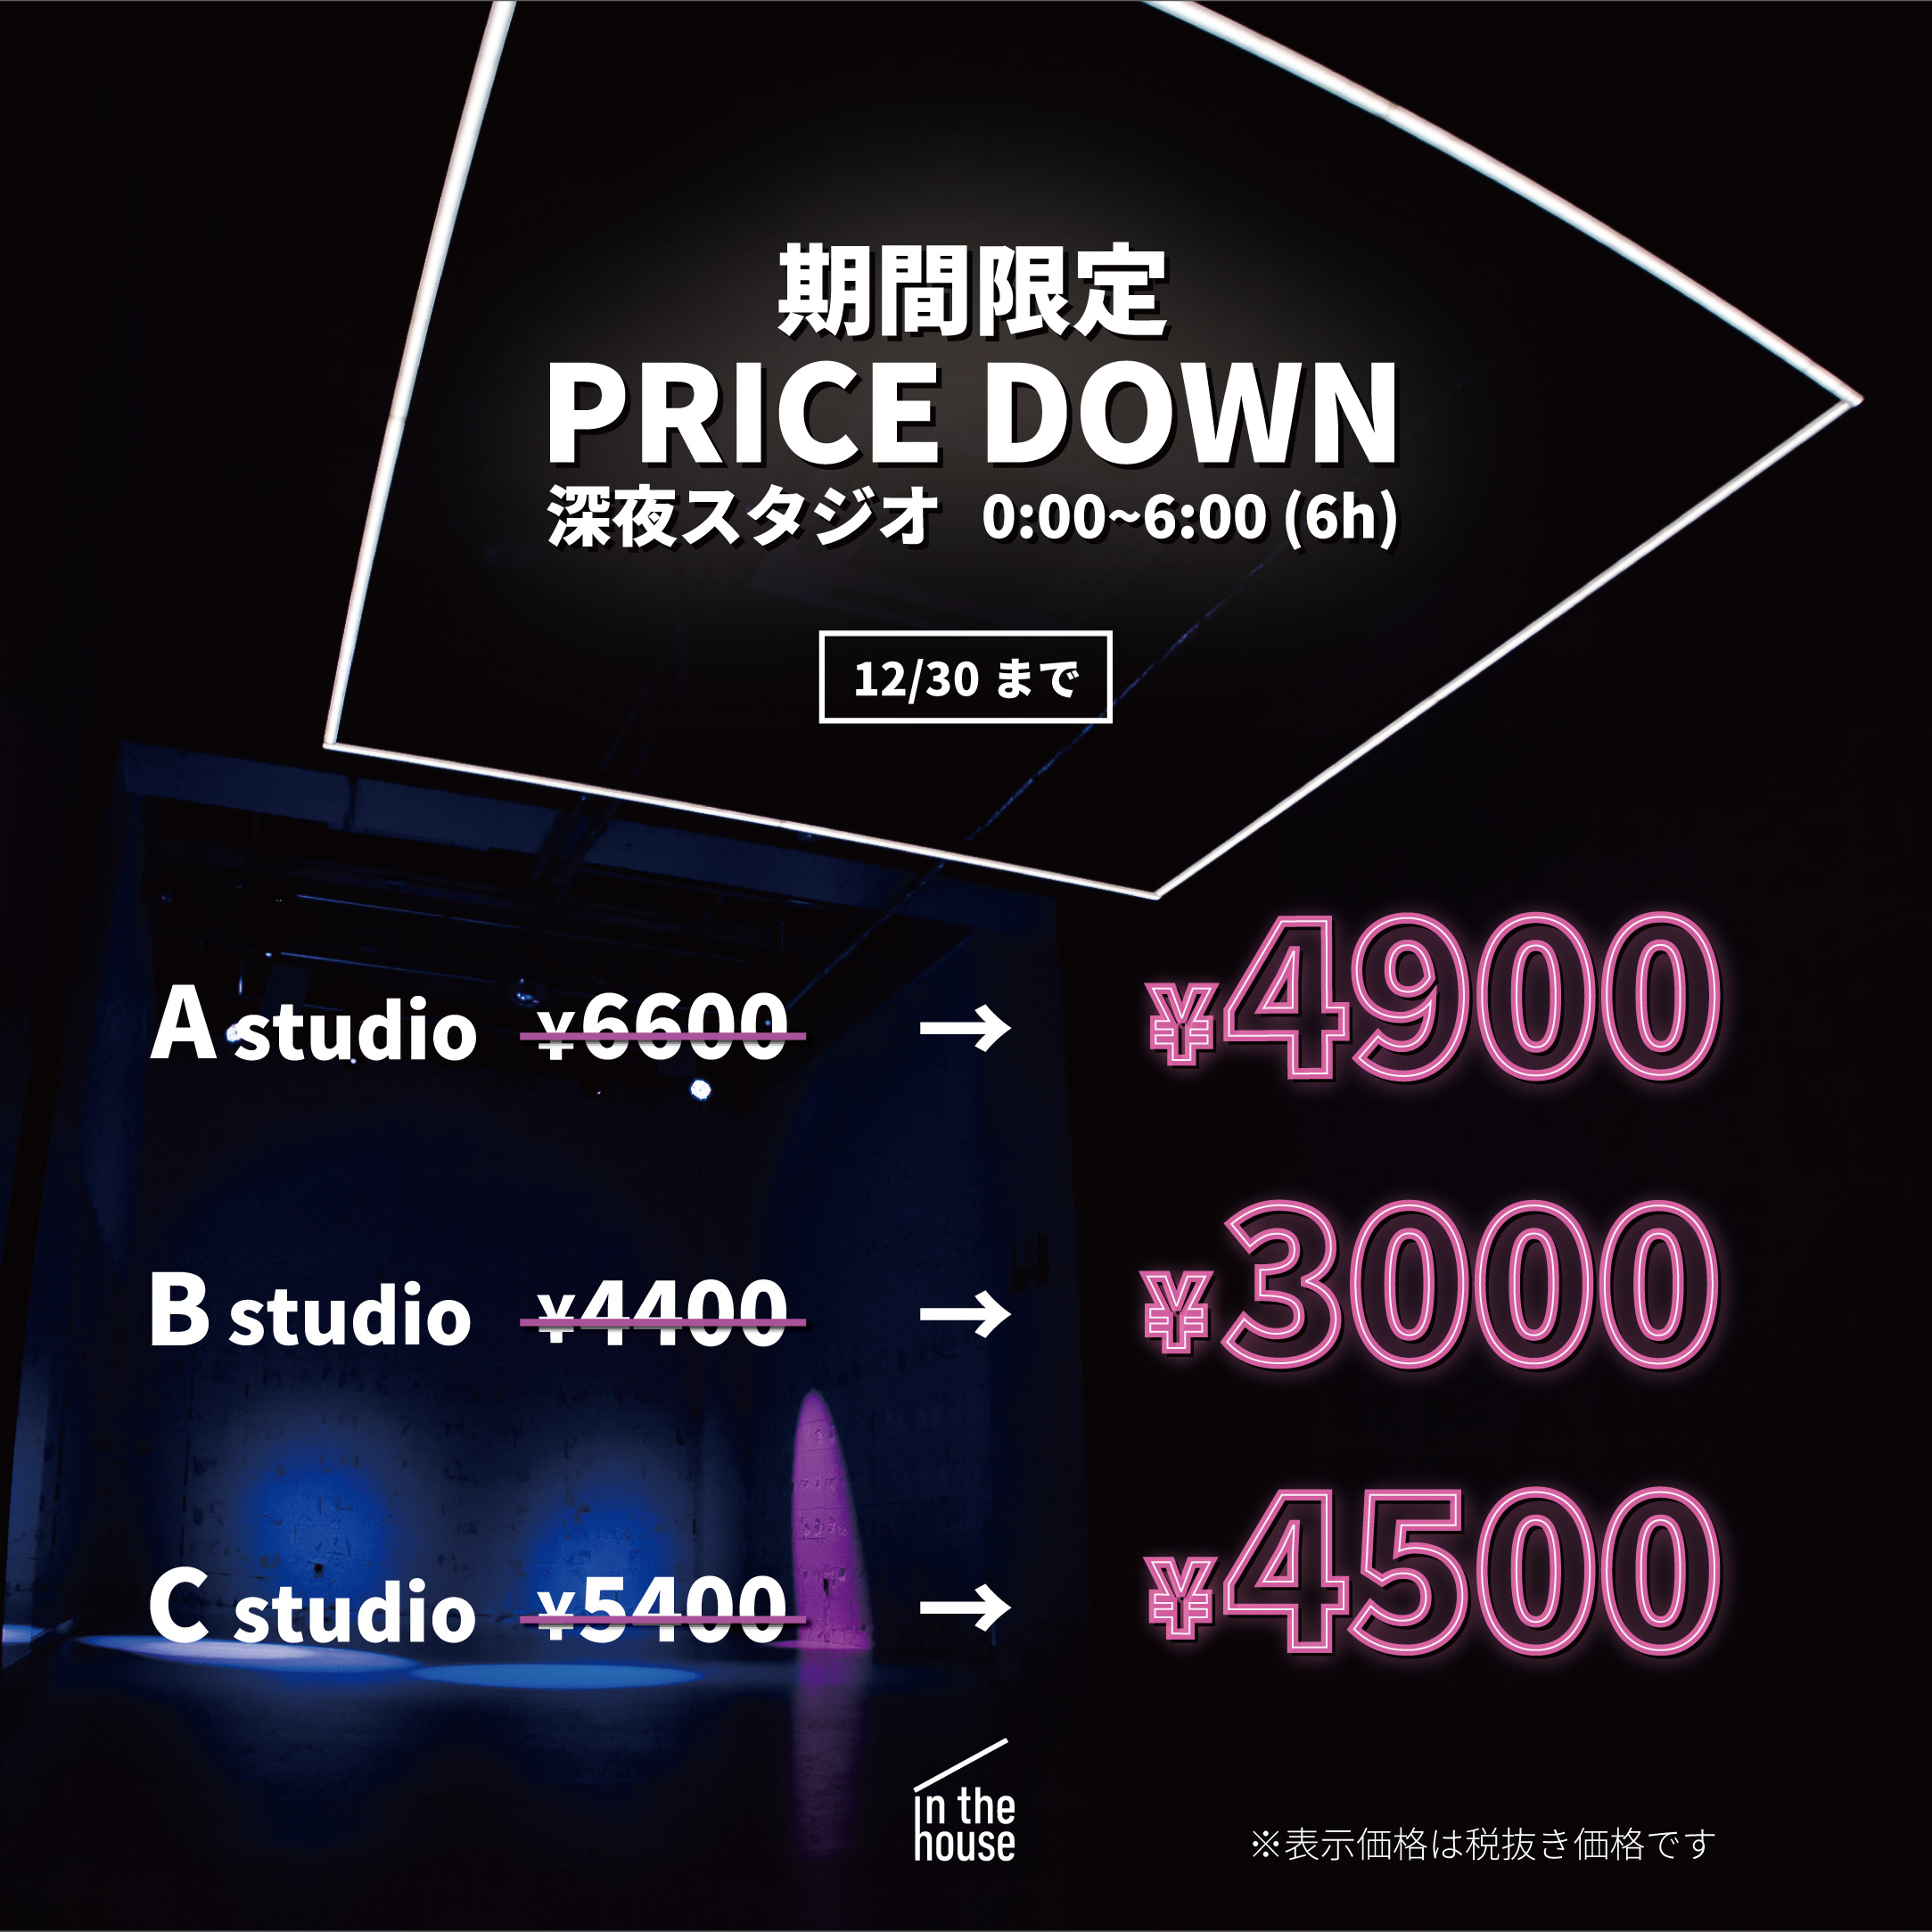 期間限定
PRICE DOWN
深夜スタジオ 0:00~6:00 (6h)
12/30 まで
A studio ¥6600 → ¥4900
B studio ¥4400 → ¥3000
C studio ¥5400 → ¥4500
in the
house
※表示価格は税抜き価格です